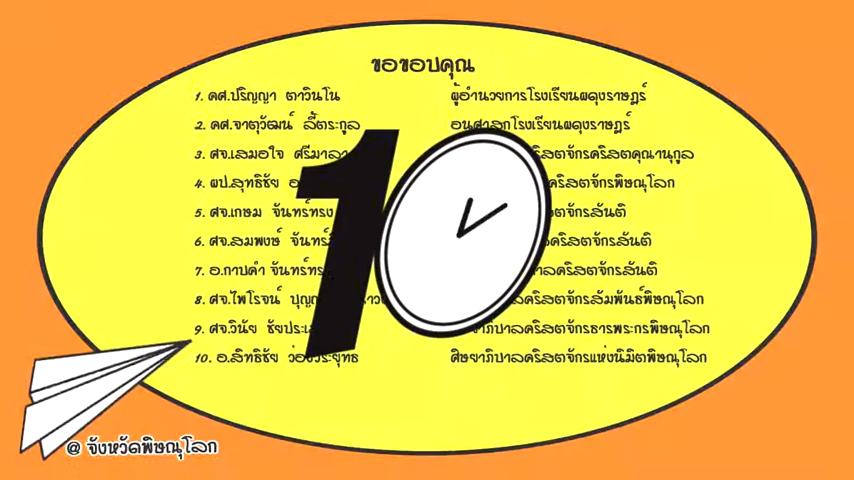 ขอขอบคุณ
1. คศ.ปริญญา ตาวินโน ผู้อำนวยการโรงเรียนผดุงราษฎร์
2. คศ.จาตุวัฒน์ ลี้ตระกูล อนุศาสกโรงเรียนผดุงราษฎร์
3. ศจ.เสมอใจ ศรีมาลา คริสตจักรคริสตคุณานุกูล
4. ผป.สุทธิชัย คริสตจักรพิษณุโลก
5. ศจ.เกษม จันทร์ทรง คริสตจักรสันติ
6. ศจ.สมพงษ์ คริสตจักรสันติ
7. อ.กาบคำ จันทร์ทรง คริสตจักรสันติ
8. ศจ.ไพโรจน์ คริสตจักรสัมพันธ์พิษณุโลก
9. ศจ.วินัย คริสตจักรธารพระกรพิษณุโลก
10. อ.สิทธิชัย ว่องวีระยุทธ ศิษยาภิบาลคริสตจักรแห่งนิมิตพิษณุโลก
10
@ จังหวัดพิษณุโลก